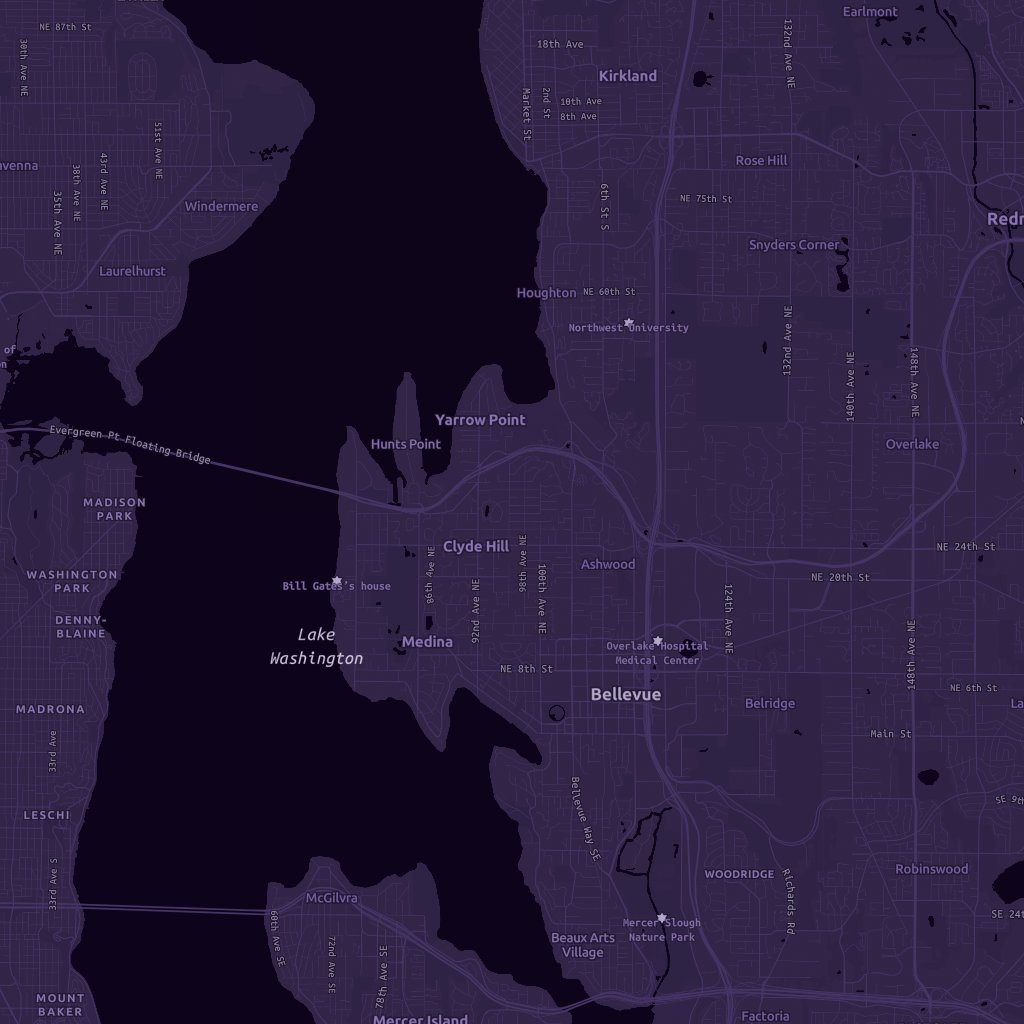 NE 87th St
30th Ave NE
18th Ave
132nd Ave NE
Earlmont
Kirkland
Market St
2nd St
10th Ave
8th Ave
51st Ave NE
43rd Ave NE
38th Ave NE
35th Ave NE
Rose Hill
NE 75th St
6th St S
Windermere
Snyders Corner
Laurelhurst
Houghton
NE 60th St
Northwest University
of
132nd Ave NE
140th Ave NE
148th Ave NE
Yarrow Point
Hunts Point
Evergreen Pt Floating Bridge
Overlake
MADISON
PARK
Clyde Hill
98th Ave NE
NE 24th St
Ashwood
NE 20th St
WASHINGTON
PARK
Bill Gates's house
86th Ave NE
92nd Ave NE
100th Ave NE
124th Ave NE
DENNY-
BLAINE
Lake
Washington
Medina
Overlake Hospital
Medical Center
148th Ave NE
NE 8th St
Bellevue
NE 6th St
Belridge
MADRONA
33rd Ave
Main St
Bellevue Way SE
LESCHI
33rd Ave S
WOODRIDGE
Richards Rd
Robinswood
McGilvra
60th Ave SE
72nd Ave SE
78th Ave SE
Mercer Slough
Nature Park
Beaux Arts
Village
MOUNT
BAKER
Mercer Island
Factoria